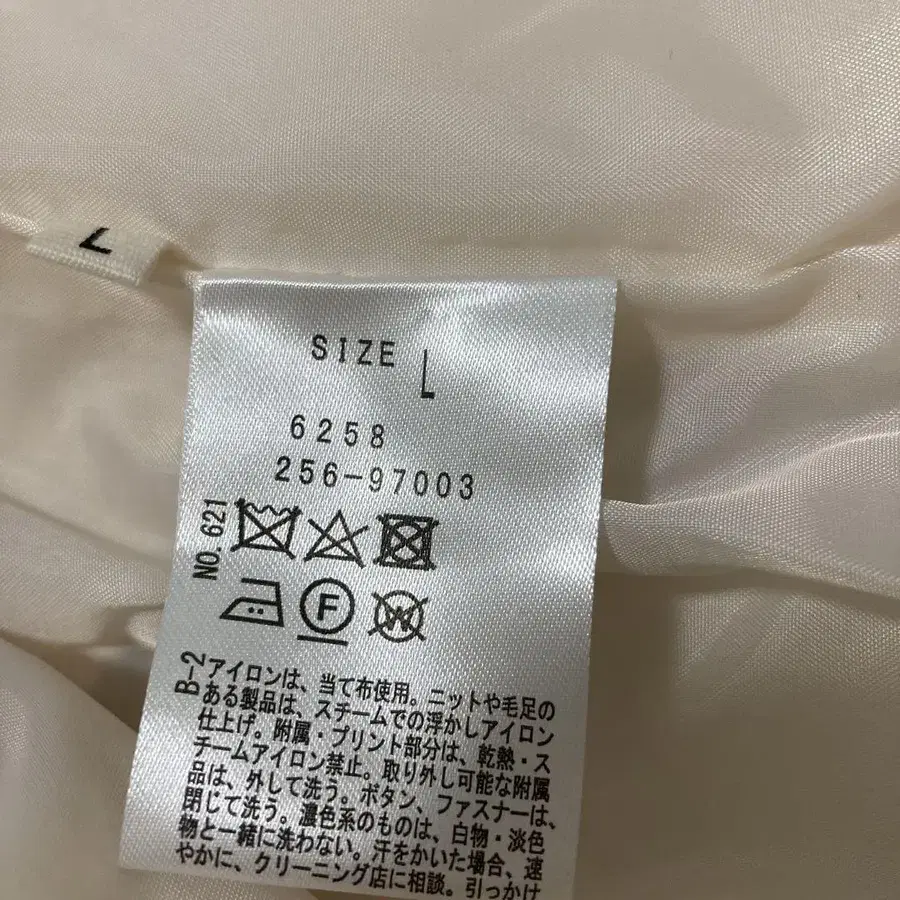 L
SIZE L
6258
256-97003
NO. 621
F
W
B-2
アイロンは、当て布使用。ニットや毛足の
ある製品は、スチームでの浮かしアイロン
仕上げ。附属・プリント部分は、乾熱・ス
チームアイロン禁止。取り外し可能な附属
品は、外して洗う。ボタン、ファスナーは、
閉じて洗う。濃色系のものは、白物・淡色
物と一緒に洗わない。汗をかいた場合、速
やかに、クリーニング店に相談。引っかけ